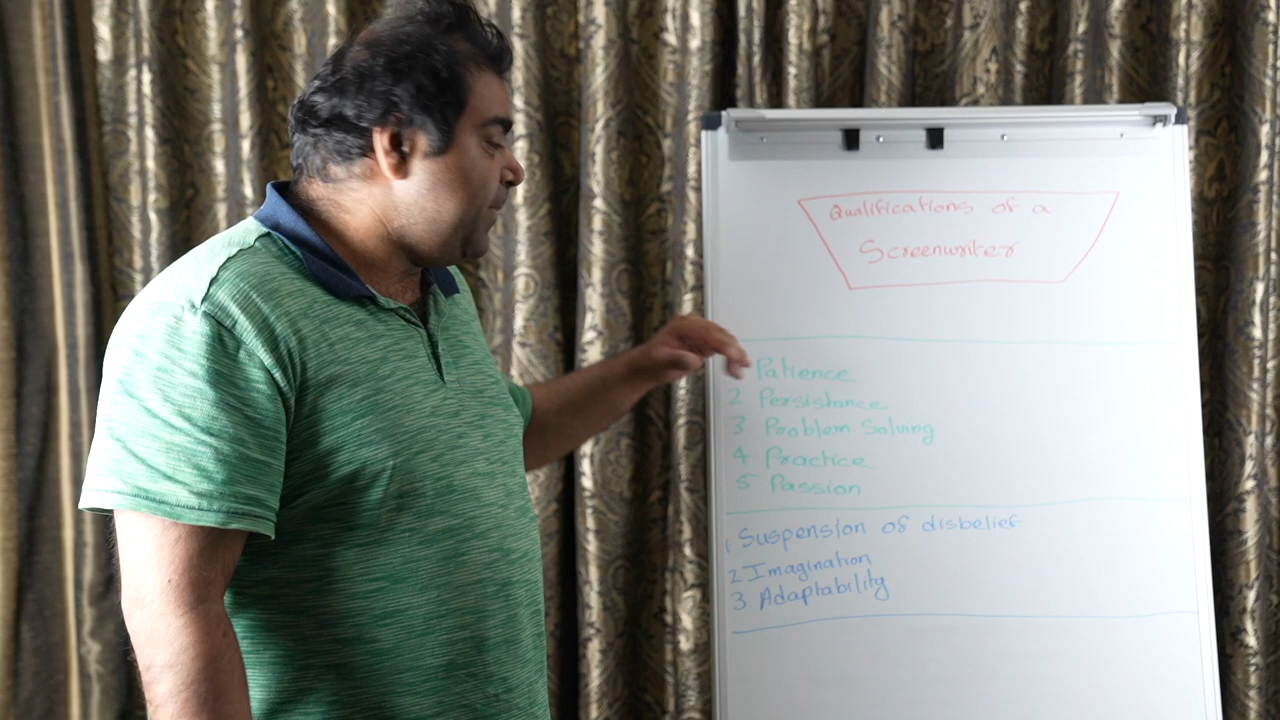 Qualifications of a
Screenwriter
Patience
2 Persistance
3 Problem Solving
4 Practice
5 Passion
1 Suspension of disbelief
2 Imagination
3 Adaptability